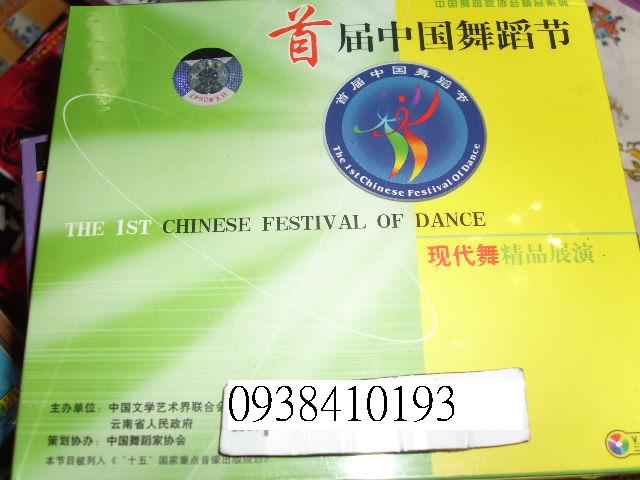 中国舞蹈家协会精品系列
首届中国舞蹈节
HX•0647
首届中国舞蹈节
The 1st Chinese Festival Of Dance
THE 1ST CHINESE FESTIVAL OF DANCE
现代舞精品展演
主办单位：中国文学艺术界联合会
云南省人民政府
策划协办：中国舞蹈家协会
本节目被列入《“十五”国家重点音像出版规划》
0938410193